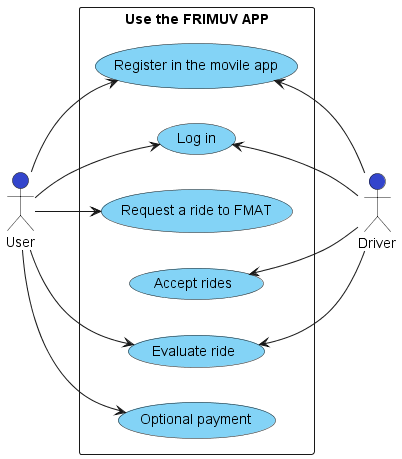 Use the FRIMUV APP
Register in the movile app
Log in
Request a ride to FMAT
User
Driver
Accept rides
Evaluate ride
Optional payment